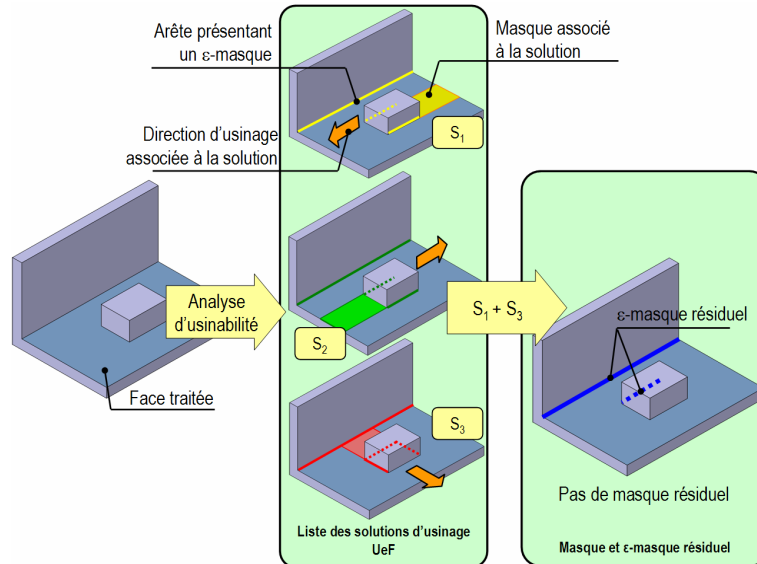 Arête présentant
un ε-masque
Masque associé
à la solution
Direction d'usinage
associée à la solution
S1
Analyse
d'usinabilité
S2
S1 + S3
ε-masque résiduel
Face traitée
S3
Pas de masque résiduel
Liste des solutions d'usinage
UeF
Masque et ε-masque résiduel